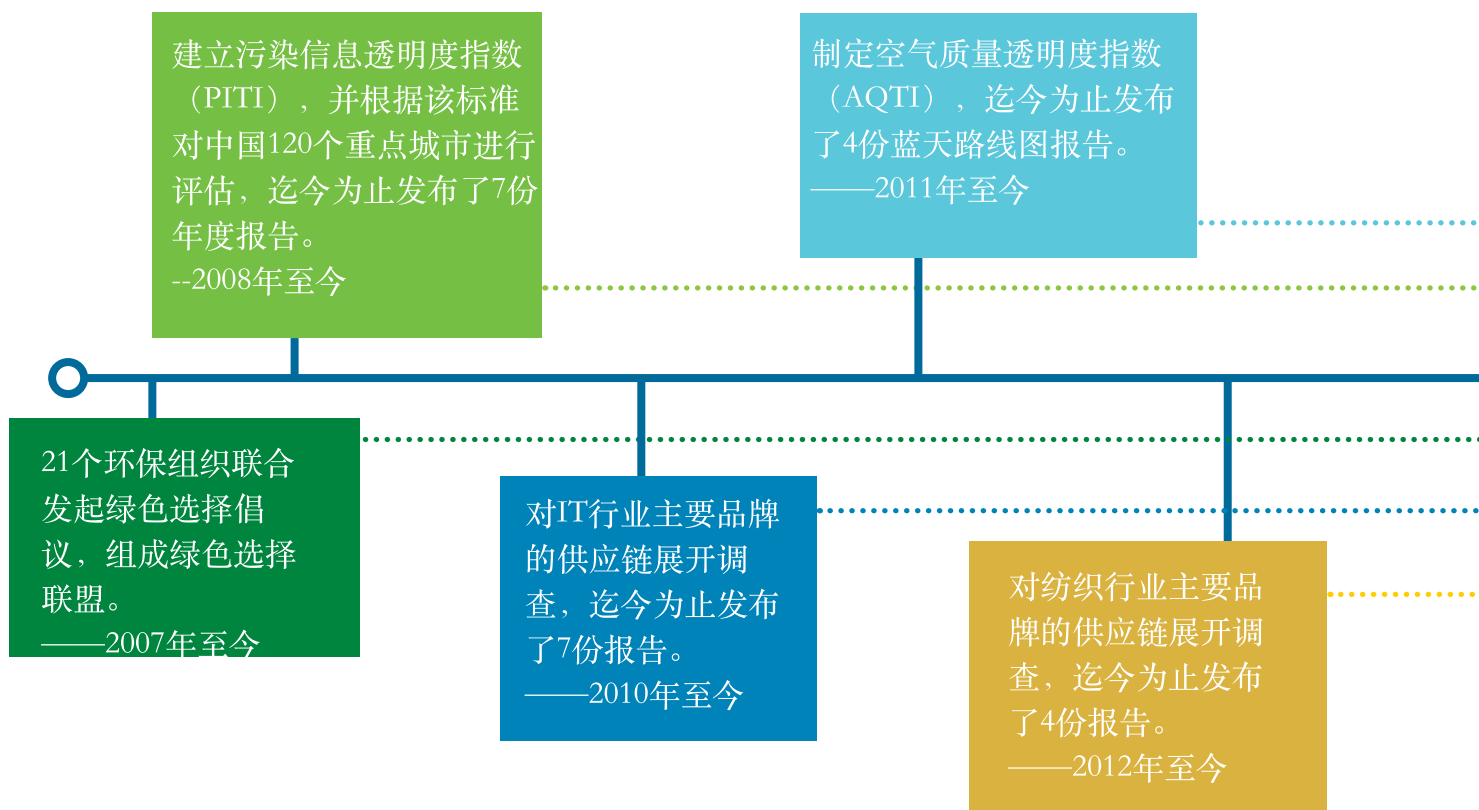 建立污染信息透明度指数
（PITI），并根据该标准
对中国120个重点城市进行
评估，迄今为止发布了7份
年度报告。
--2008年至今
制定空气质量透明度指数
（AQTI），迄今为止发布
了4份蓝天路线图报告。
——2011年至今
21个环保组织联合
发起绿色选择倡
议，组成绿色选择
联盟。
——2007年至今
对IT行业主要品牌
的供应链展开调
查，迄今为止发布
了7份报告。
——2010年至今
对纺织行业主要品
牌的供应链展开调
查，迄今为止发布
了4份报告。
——2012年至今